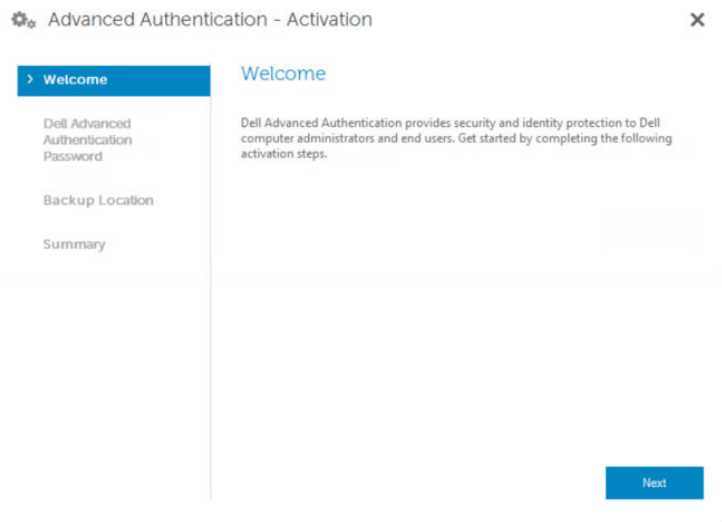 Advanced Authentication - Activation
Welcome
Dell Advanced
Authentication
Password
Backup Location
Summary
Welcome
Dell Advanced Authentication provides security and identity protection to Dell
computer administrators and end users. Get started by completing the following
activation steps.
Next